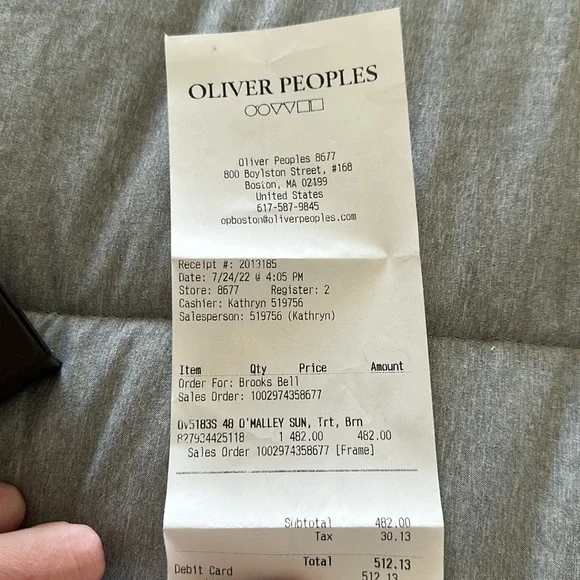 OLIVER PEOPLES
Oliver Peoples 8677
800 Boylston Street, #168
Boston, MA 02199
United States
617-587-9845
opboston@oliverpeoples.com
Receipt #: 2013185
Date: 7/24/22 @ 4:05 PM
Store: 8677 Register: 2
Cashier: Kathryn 519756
Salesperson: 519756 (Kathryn)
Item Qty Price Amount
Order For: Brooks Bell
Sales Order: 1002974358677
OV5183S 48 O'MALLEY SUN, Trt, Brn
827934425118 1 482.00 482.00
Sales Order 1002974358677 [Frame]
Subtotal 482.00
Tax 30.13
Total 512.13
Debit Card 512.13